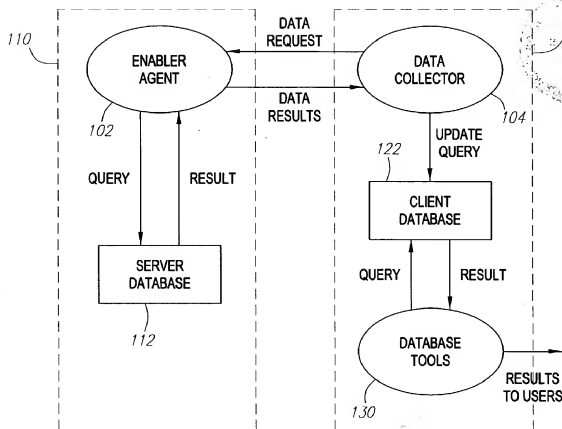 110
ENABLER
AGENT
102
DATA
REQUEST
DATA
RESULTS
DATA
COLLECTOR
104
UPDATE
QUERY
122
QUERY
RESULT
CLIENT
DATABASE
SERVER
DATABASE
112
QUERY
RESULT
DATABASE
TOOLS
130
RESULTS
TO USERS